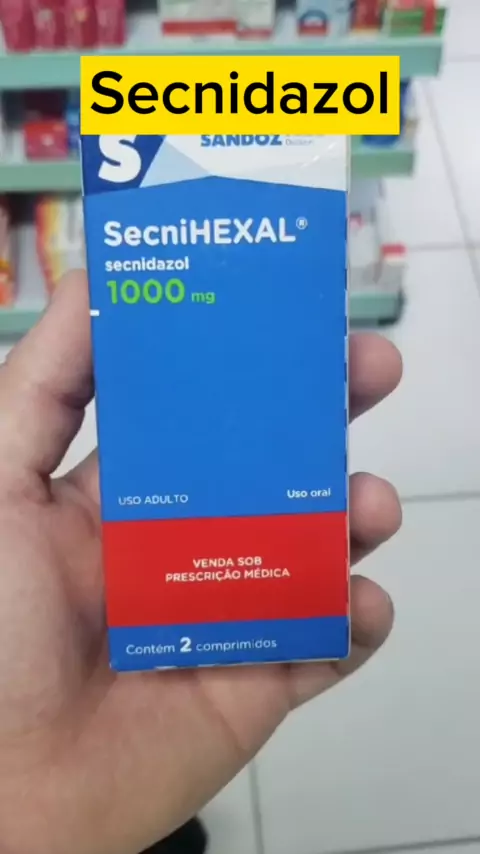 Secnidazol
S
SANDOZ
SecniHEXAL®
secnidazol
1000 mg
USO ADULTO
Uso oral
VENDA SOB
PRESCRIÇÃO MÉDICA
Contém 2 comprimidos